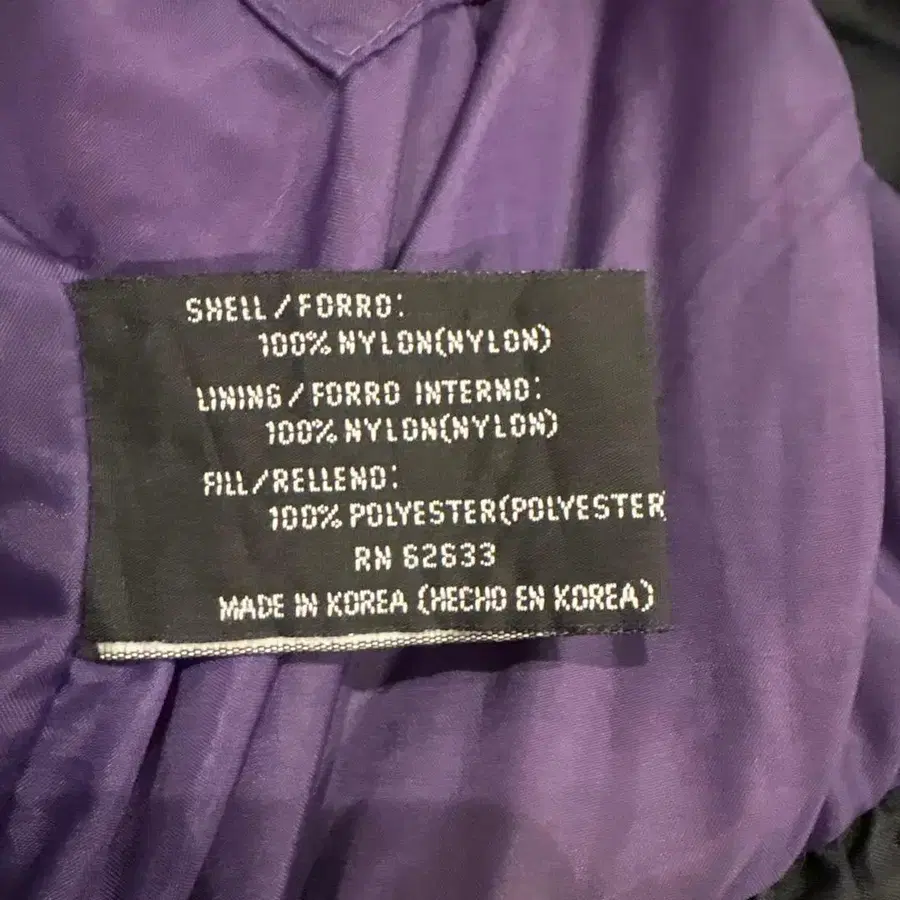 SHELL/FORRO:
100% NYLON(NYLON)
LINING/FORRO INTERNO:
100% NYLON(NYLON)
FILL/RELLENO:
100% POLYESTER(POLYESTER
RN 62633
MADE IN KOREA (HECHO EN KOREA)